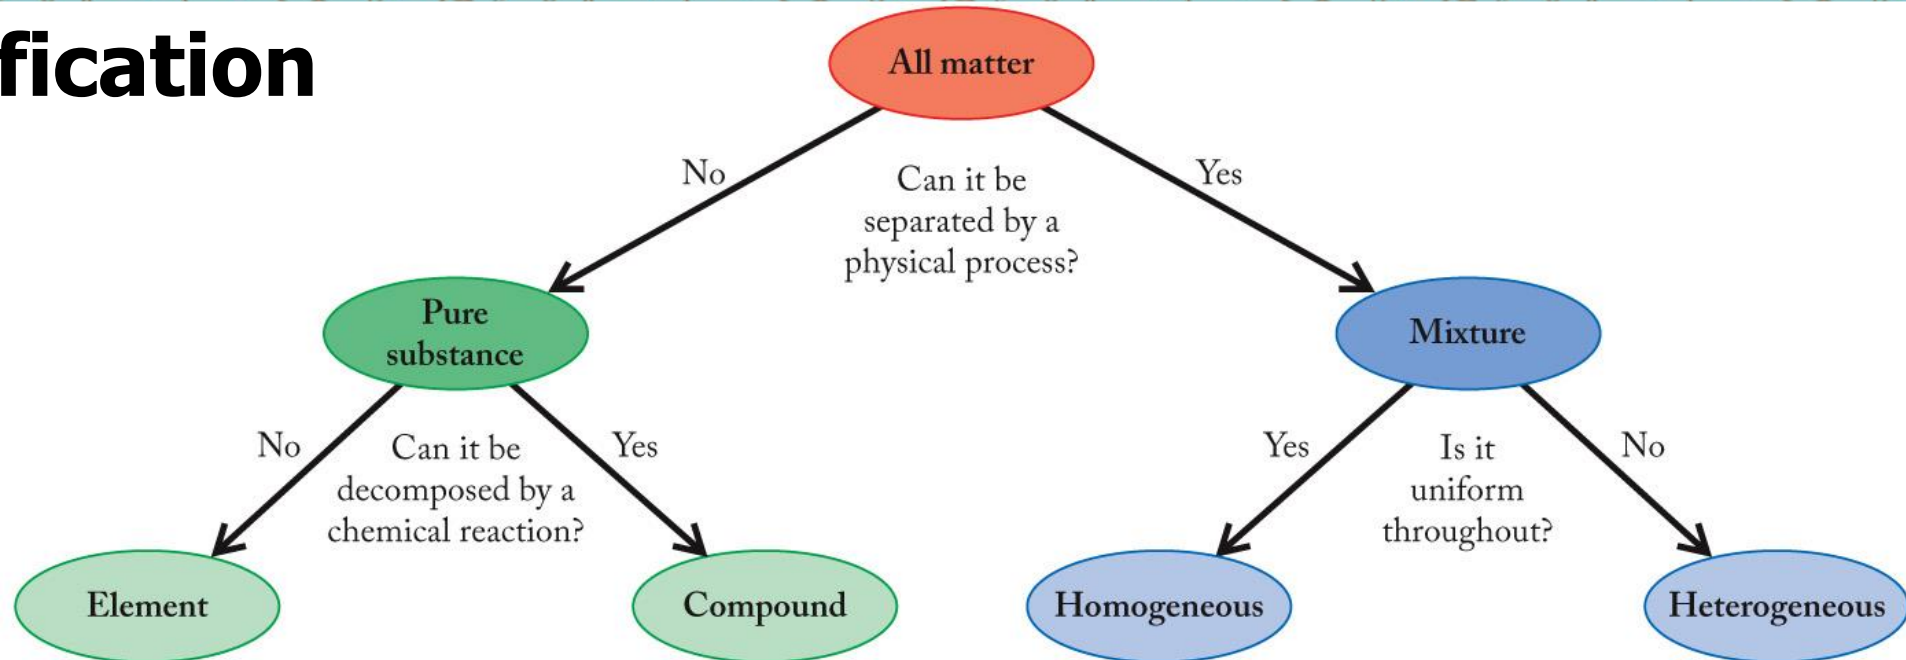 fication
All matter
No
Can it be
separated by a
physical process?
Yes
Pure
substance
Mixture
No
Can it be
decomposed by a
chemical reaction?
Yes
Yes
Is it
uniform
throughout?
No
Element
Compound
Homogeneous
Heterogeneous